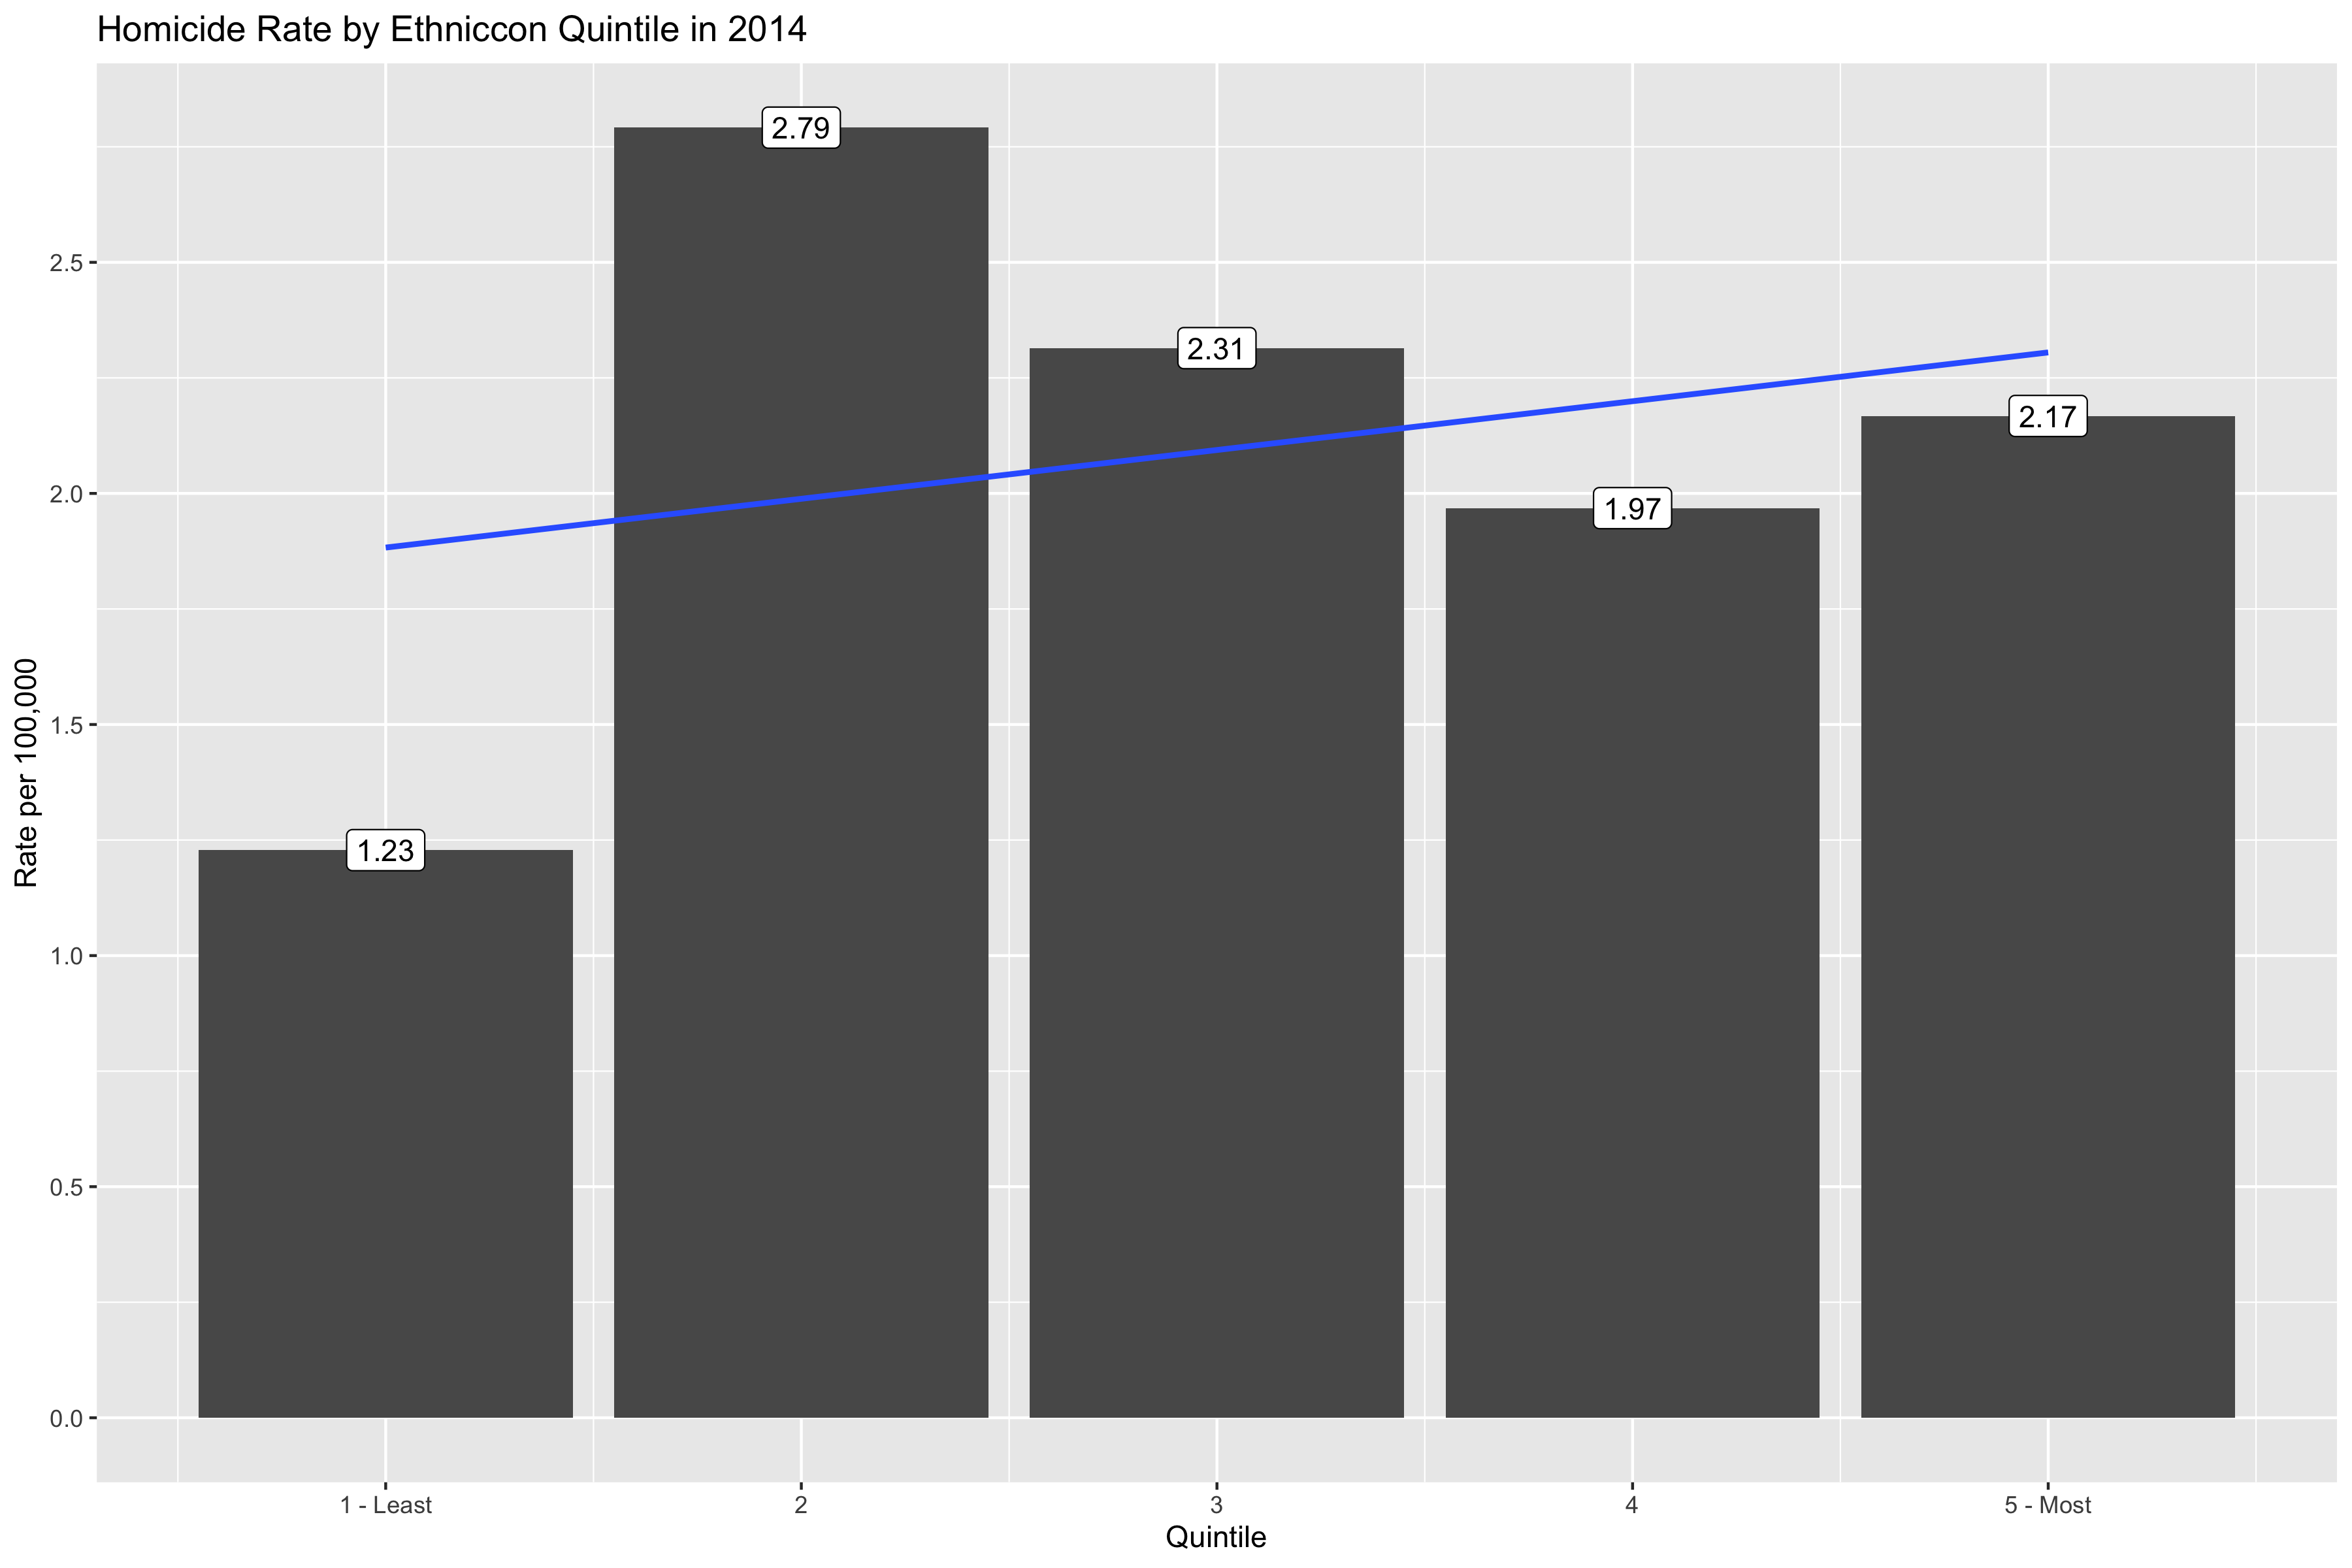 Homicide Rate by Ethniccon Quintile in 2014
2.79
2.5
2.31
2.17
2.0
1.97
Rate per 100,000
1.5
1.23
1.0
0.5
0.0
1 - Least
2
3
4
5 - Most
Quintile